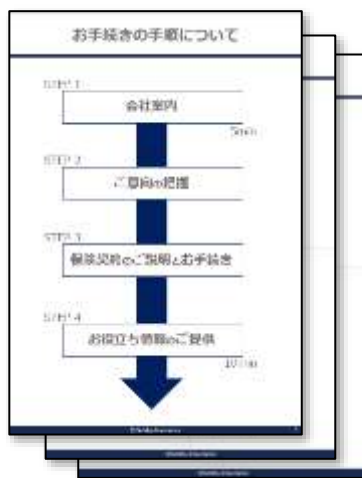 お手続きの手順について
STEP 1
会社案内
5min
STEP 2
ご意向の把握
STEP 3
保険契約のご説明とお手続き
STEP 4
お役立ち情報のご提供
10min